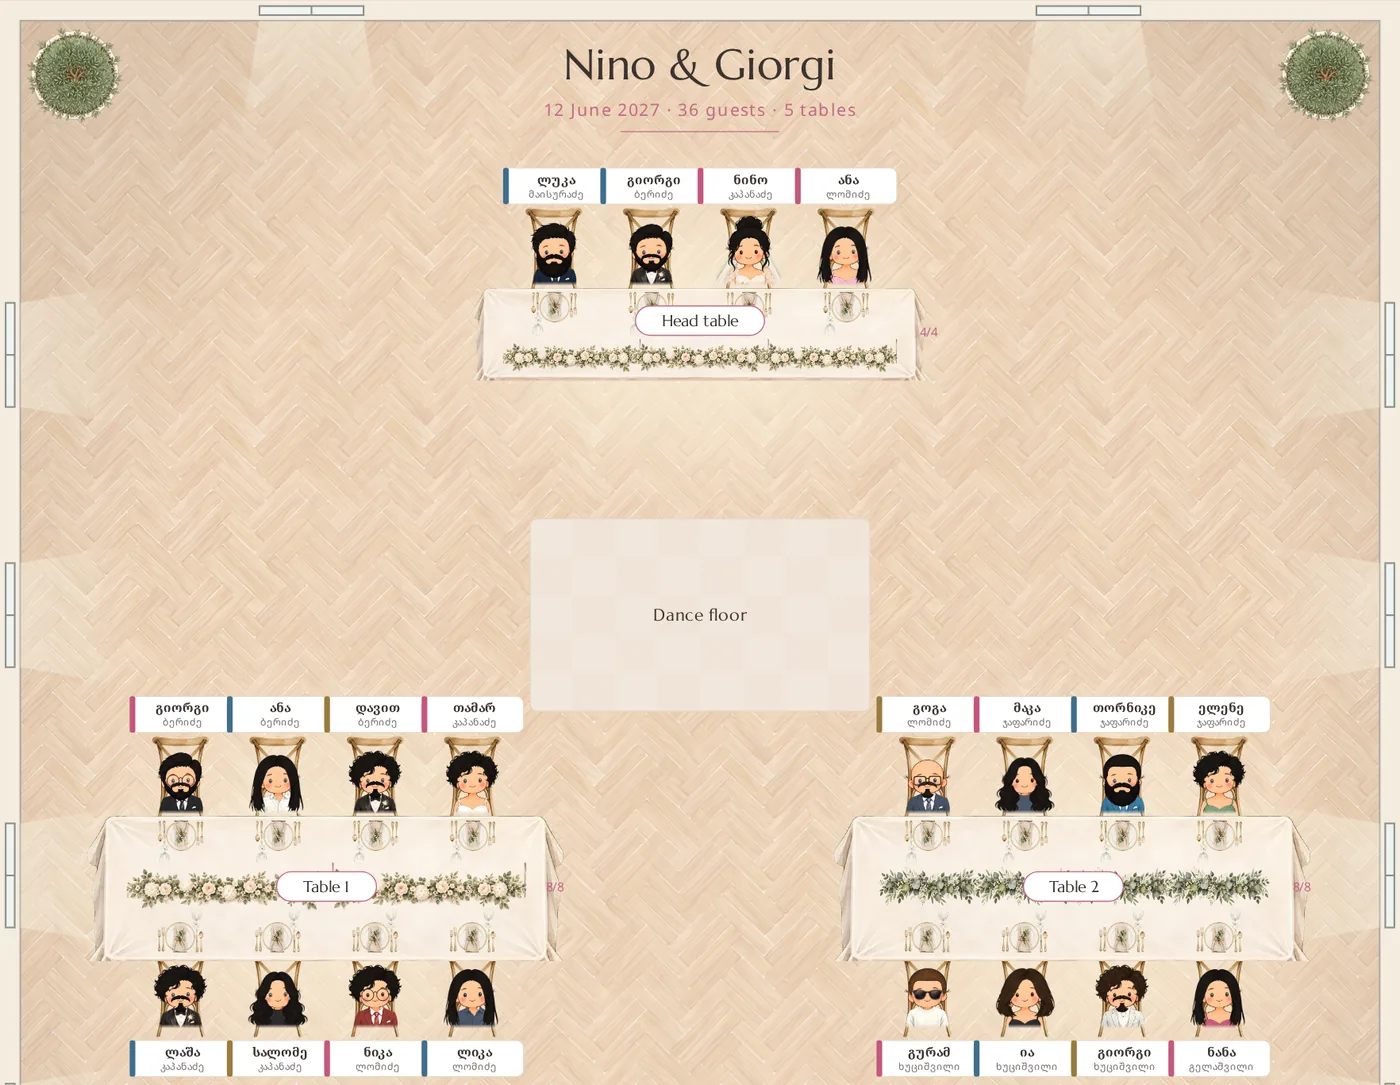 Nino & Giorgi
12 June 2027 · 36 guests · 5 tables
ლუკა გიორგი ნინო ანა
მაისურაძე ბერიძე კაპანაძე ლომიძე
Head table
4/4
Dance floor
გიორგი ანა დავით თამარ
ბერიძე ბერიძე ბერიძე კაპანაძე
გოგა მაკა თორნიკე ელენე
ლომიძე ჯაფარიძე ჯაფარიძე ჯაფარიძე
Table 1
8/8
Table 2
8/8
ლაშა სალომე ნიკა ლიკა
კაპანაძე კაპანაძე ლომიძე ლომიძე
გურამ ია გიორგი ნანა
ხუციშვილი ხუციშვილი ხუციშვილი გელაშვილი